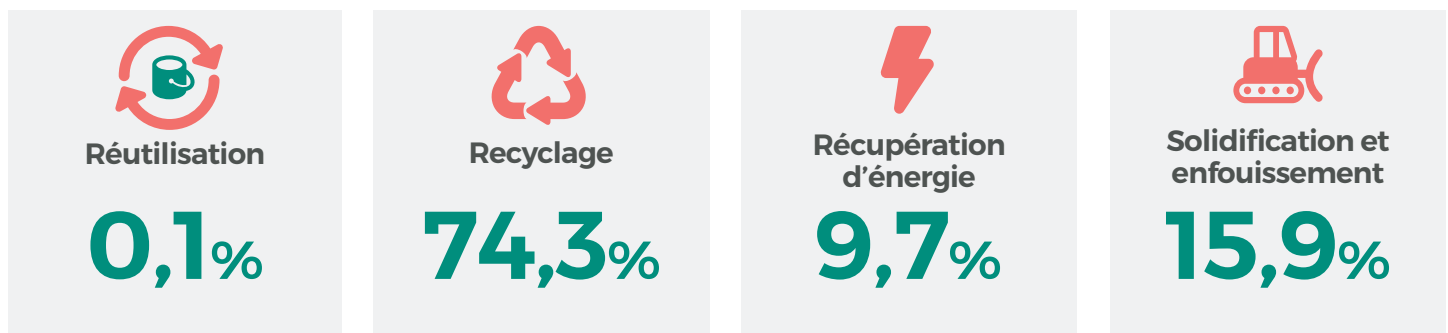 Réutilisation
0,1%
Recyclage
74,3%
Récupération
d’énergie
9,7%
Solidification et
enfouissement
15,9%